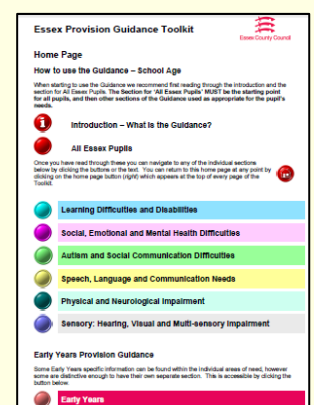 Essex Provision Guidance Toolkit
Essex County Council
Home Page
How to use the Guidance – School Age
When starting to use the Guidance we recommend first reading through the introduction and the
section for All Essex Pupils. The Section for 'All Essex Pupils' MUST be the starting point
for all pupils, and then other sections of the Guidance used as appropriate for the pupil's
needs.
Introduction – What is the Guidance?
All Essex Pupils
Once you have read through these you can navigate to any of the individual sections
below by clicking the buttons or the text. You can return to this home page at any point by
clicking on the home page button (right) which appears at the top of every page of the
Toolkit.
Learning Difficulties and Disabilities
Social, Emotional and Mental Health Difficulties
Autism and Social Communication Difficulties
Speech, Language and Communication Needs
Physical and Neurological Impairment
Sensory: Hearing, Visual and Multi-sensory Impairment
Early Years Provision Guidance
Some Early Years specific information can be found within the individual areas of need; however
some are distinctive enough to have their own separate section. This is accessible by clicking the
button below.
Early Years